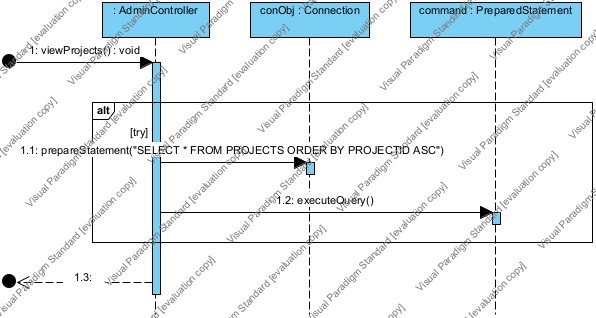 : AdminController
conObj : Connection
command : PreparedStatement
1: viewProjects() : void
alt
[try]
1.1: prepareStatement("SELECT * FROM PROJECTS ORDER BY PROJECTID ASC")
1.2: executeQuery()
1.3:
Visual Paradigm Standard [evaluation copy]